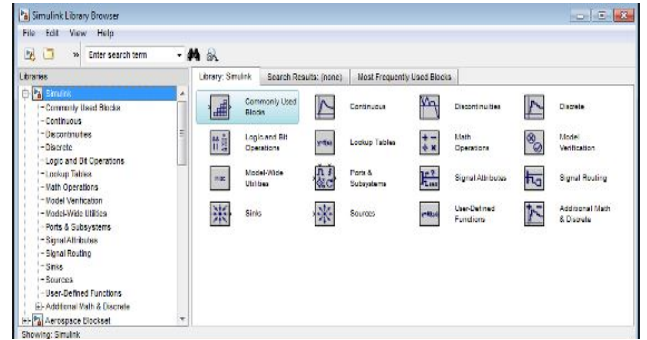 Simulink Library Browser
File Edit View Help
» Enter search term
Libraries
Library: Simulink Search Results: (none) Most Frequently Used Blocks
Simulink
Commonly Used Blocks
Continuous
Discontinuities
Discrete
Logic and Bit Operations
Lookup Tables
Math Operations
Model Verification
Model-Wide Utilities
Ports & Subsystems
Signal Attributes
Signal Routing
Sinks
Sources
User-Defined Functions
Additional Math & Discrete
Aerospace Blockset
Commonly Used
Blocks
Continuous
Discontinuities
Discrete
Logic and Bit
Operations
Lookup Tables
Math
Operations
Model
Verification
Model-Wide
Utilities
Ports &
Subsystems
Signal Attributes
Signal Routing
Sinks
Sources
User-Defined
Functions
Additional Math
& Discrete
Showing: Simulink